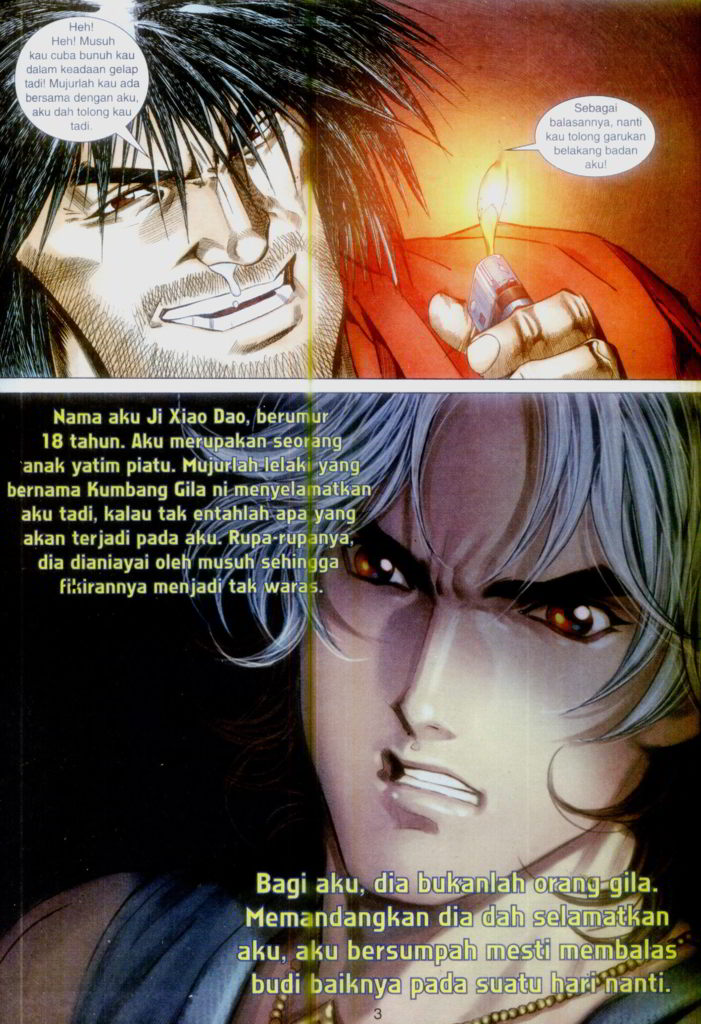 Heh!
Heh! Musuh
kau cuba bunuh kau
dalam keadaan gelap
tadi! Mujurlah kau ada
bersama dengan aku,
aku dah tolong kau
tadi.
Sebagai
balasannya, nanti
kau tolong garukan
belakang badan
aku!
Nama aku Ji Xiao Dao, berumur
18 tahun. Aku merupakan seorang
anak yatim piatu. Mujurlah lelaki yang
bernama Kumbang Gila ni menyelamatkan
aku tadi, kalau tak entahlah apa yang
akan terjadi pada aku. Rupa-rupanya,
dia dianiayai oleh musuh sehingga
fikirannya menjadi tak waras.
Bagi aku, dia bukanlah orang gila.
Memandangkan dia dah selamatkan
aku, aku bersumpah mesti membalas
budi baiknya pada suatu hari nanti.
3